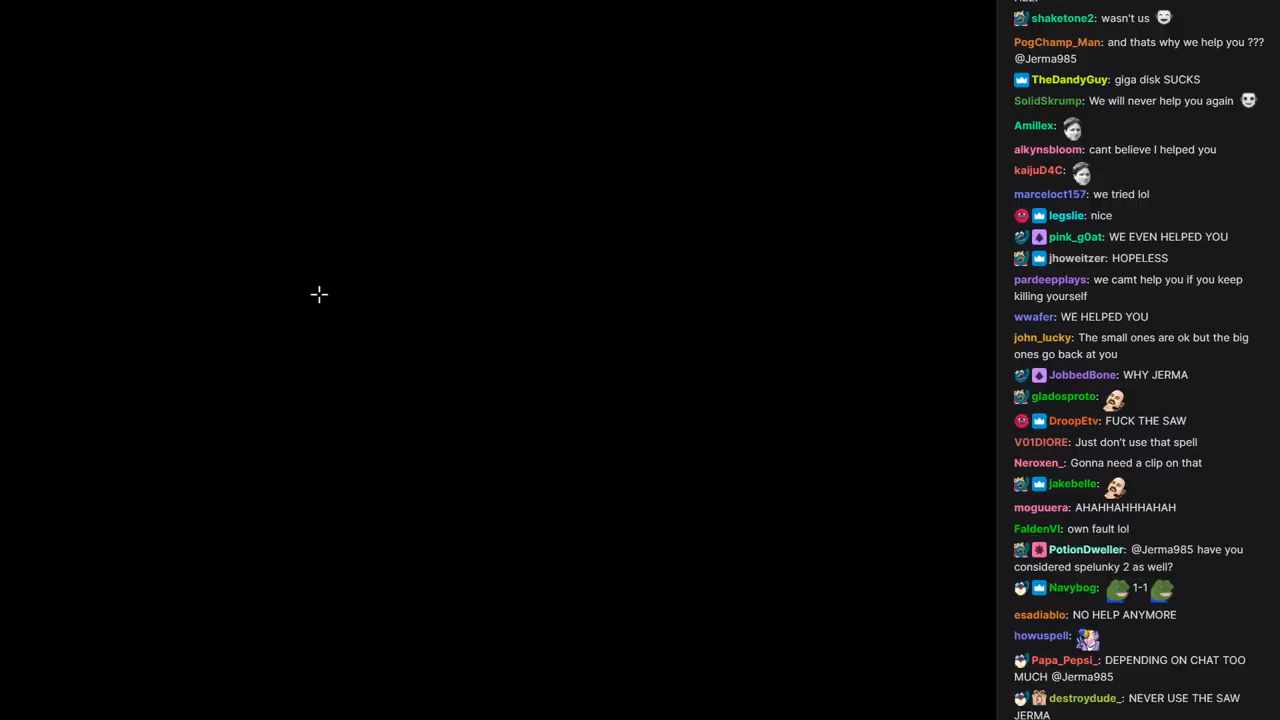 shaketone2: wasn't us
PogChamp_Man: and thats why we help you ???
@Jerma985
TheDandyGuy: giga disk SUCKS
SolidSkrump: We will never help you again
Amillex:
alkynsbloom: cant believe I helped you
kaijuD4C:
marceloct157: we tried lol
legslie: nice
pink_g0at: WE EVEN HELPED YOU
jhoweitzer: HOPELESS
pardeepplays: we camt help you if you keep
killing yourself
wwafer: WE HELPED YOU
john_lucky: The small ones are ok but the big
ones go back at you
JobbedBone: WHY JERMA
gladosproto:
DroopEtv: FUCK THE SAW
V01DIORE: Just don't use that spell
Neroxen_: Gonna need a clip on that
jakebelle:
moguuera: AHAHHAHHHAHAH
FaldenVI: own fault lol
PotionDweller: @Jerma985 have you
considered spelunky 2 as well?
Navybog: 1-1
esadiablo: NO HELP ANYMORE
howuspell:
Papa_Pepsi_: DEPENDING ON CHAT TOO
MUCH @Jerma985
destroydude_: NEVER USE THE SAW
JERMA